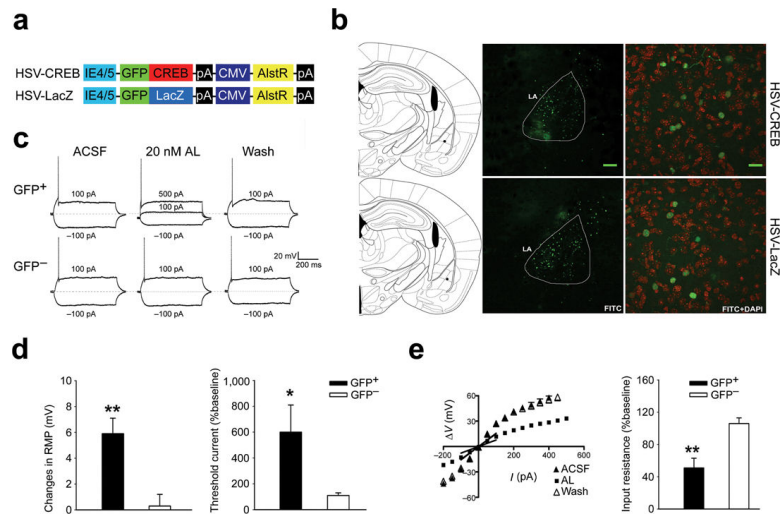 a
HSV-CREB IE4/5 GFP CREB pA CMV AlstR pA
HSV-LacZ IE4/5 GFP LacZ pA CMV AlstR pA
b
LA
HSV-CREB
LA
FITC
FITC+DAPI
HSV-LacZ
c
ACSF 20 nM AL Wash
GFP+
100 pA 500 pA 100 pA
100 pA
−100 pA −100 pA −100 pA
GFP−
100 pA 100 pA 100 pA
20 mV
200 ms
−100 pA −100 pA −100 pA
d
Changes in RMP (mV)
8
6
4
2
0
**
Threshold current (%baseline)
1,000
800
600
400
200
0
*
GFP+
GFP−
e
ΔV (mV)
60
30
0
−30
−60
−200 200 400 600
I (pA)
ACSF
AL
Wash
Input resistance (%baseline)
160
120
80
40
0
**
GFP+
GFP−